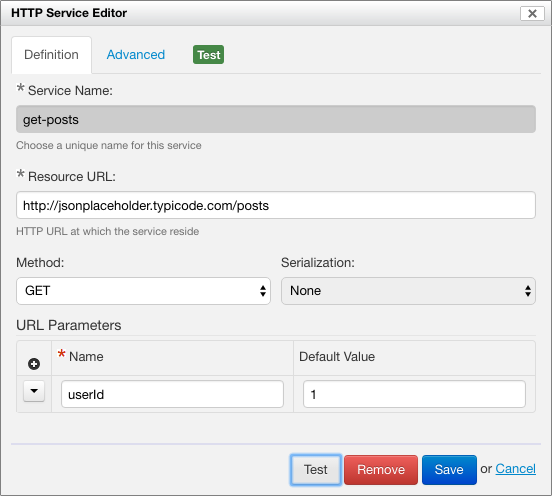 HTTP Service Editor
Definition Advanced Test
* Service Name:
get-posts
Choose a unique name for this service
* Resource URL:
http://jsonplaceholder.typicode.com/posts
HTTP URL at which the service reside
Method: Serialization:
GET None
URL Parameters
* Name Default Value
userId 1
Test Remove Save or Cancel